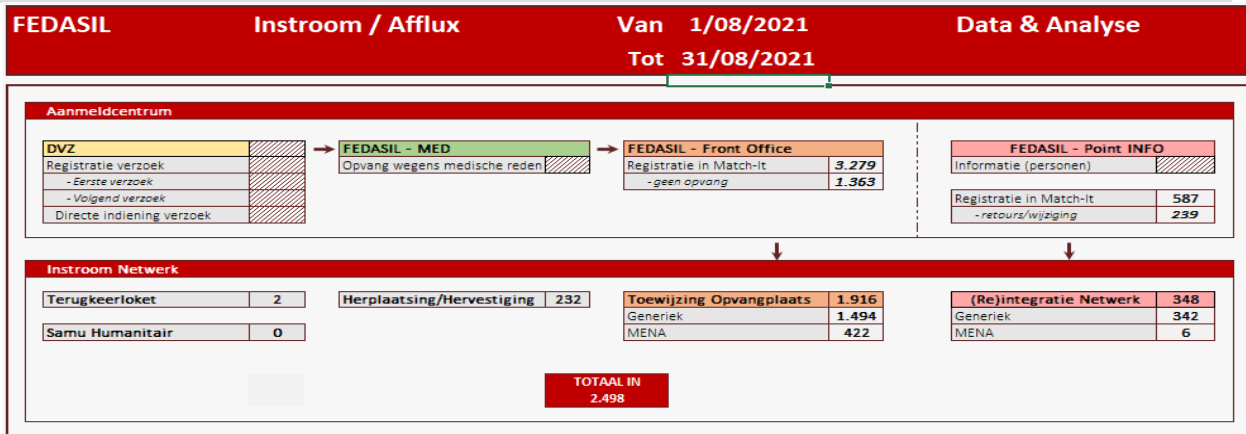 FEDASIL Instroom / Afflux Van 1/08/2021 Data & Analyse
Tot 31/08/2021
Aanmeldcentrum
DVZ
Registratie verzoek
- Eerste verzoek
- Volgend verzoek
Directe indiening verzoek
FEDASIL - MED
Opvang wegens medische reden
FEDASIL - Front Office
Registratie in Match-It 3.279
- geen opvang 1.363
FEDASIL - Point INFO
Informatie (personen)
Registratie in Match-It 587
- retours/wijziging 239
Instroom Netwerk
Terugkeerloket 2
Samu Humanitair 0
Herplaatsing/Hervestiging 232
Toewijzing Opvangplaats 1.916
Generiek 1.494
MENA 422
(Re)integratie Netwerk 348
Generiek 342
MENA 6
TOTAAL IN
2.498